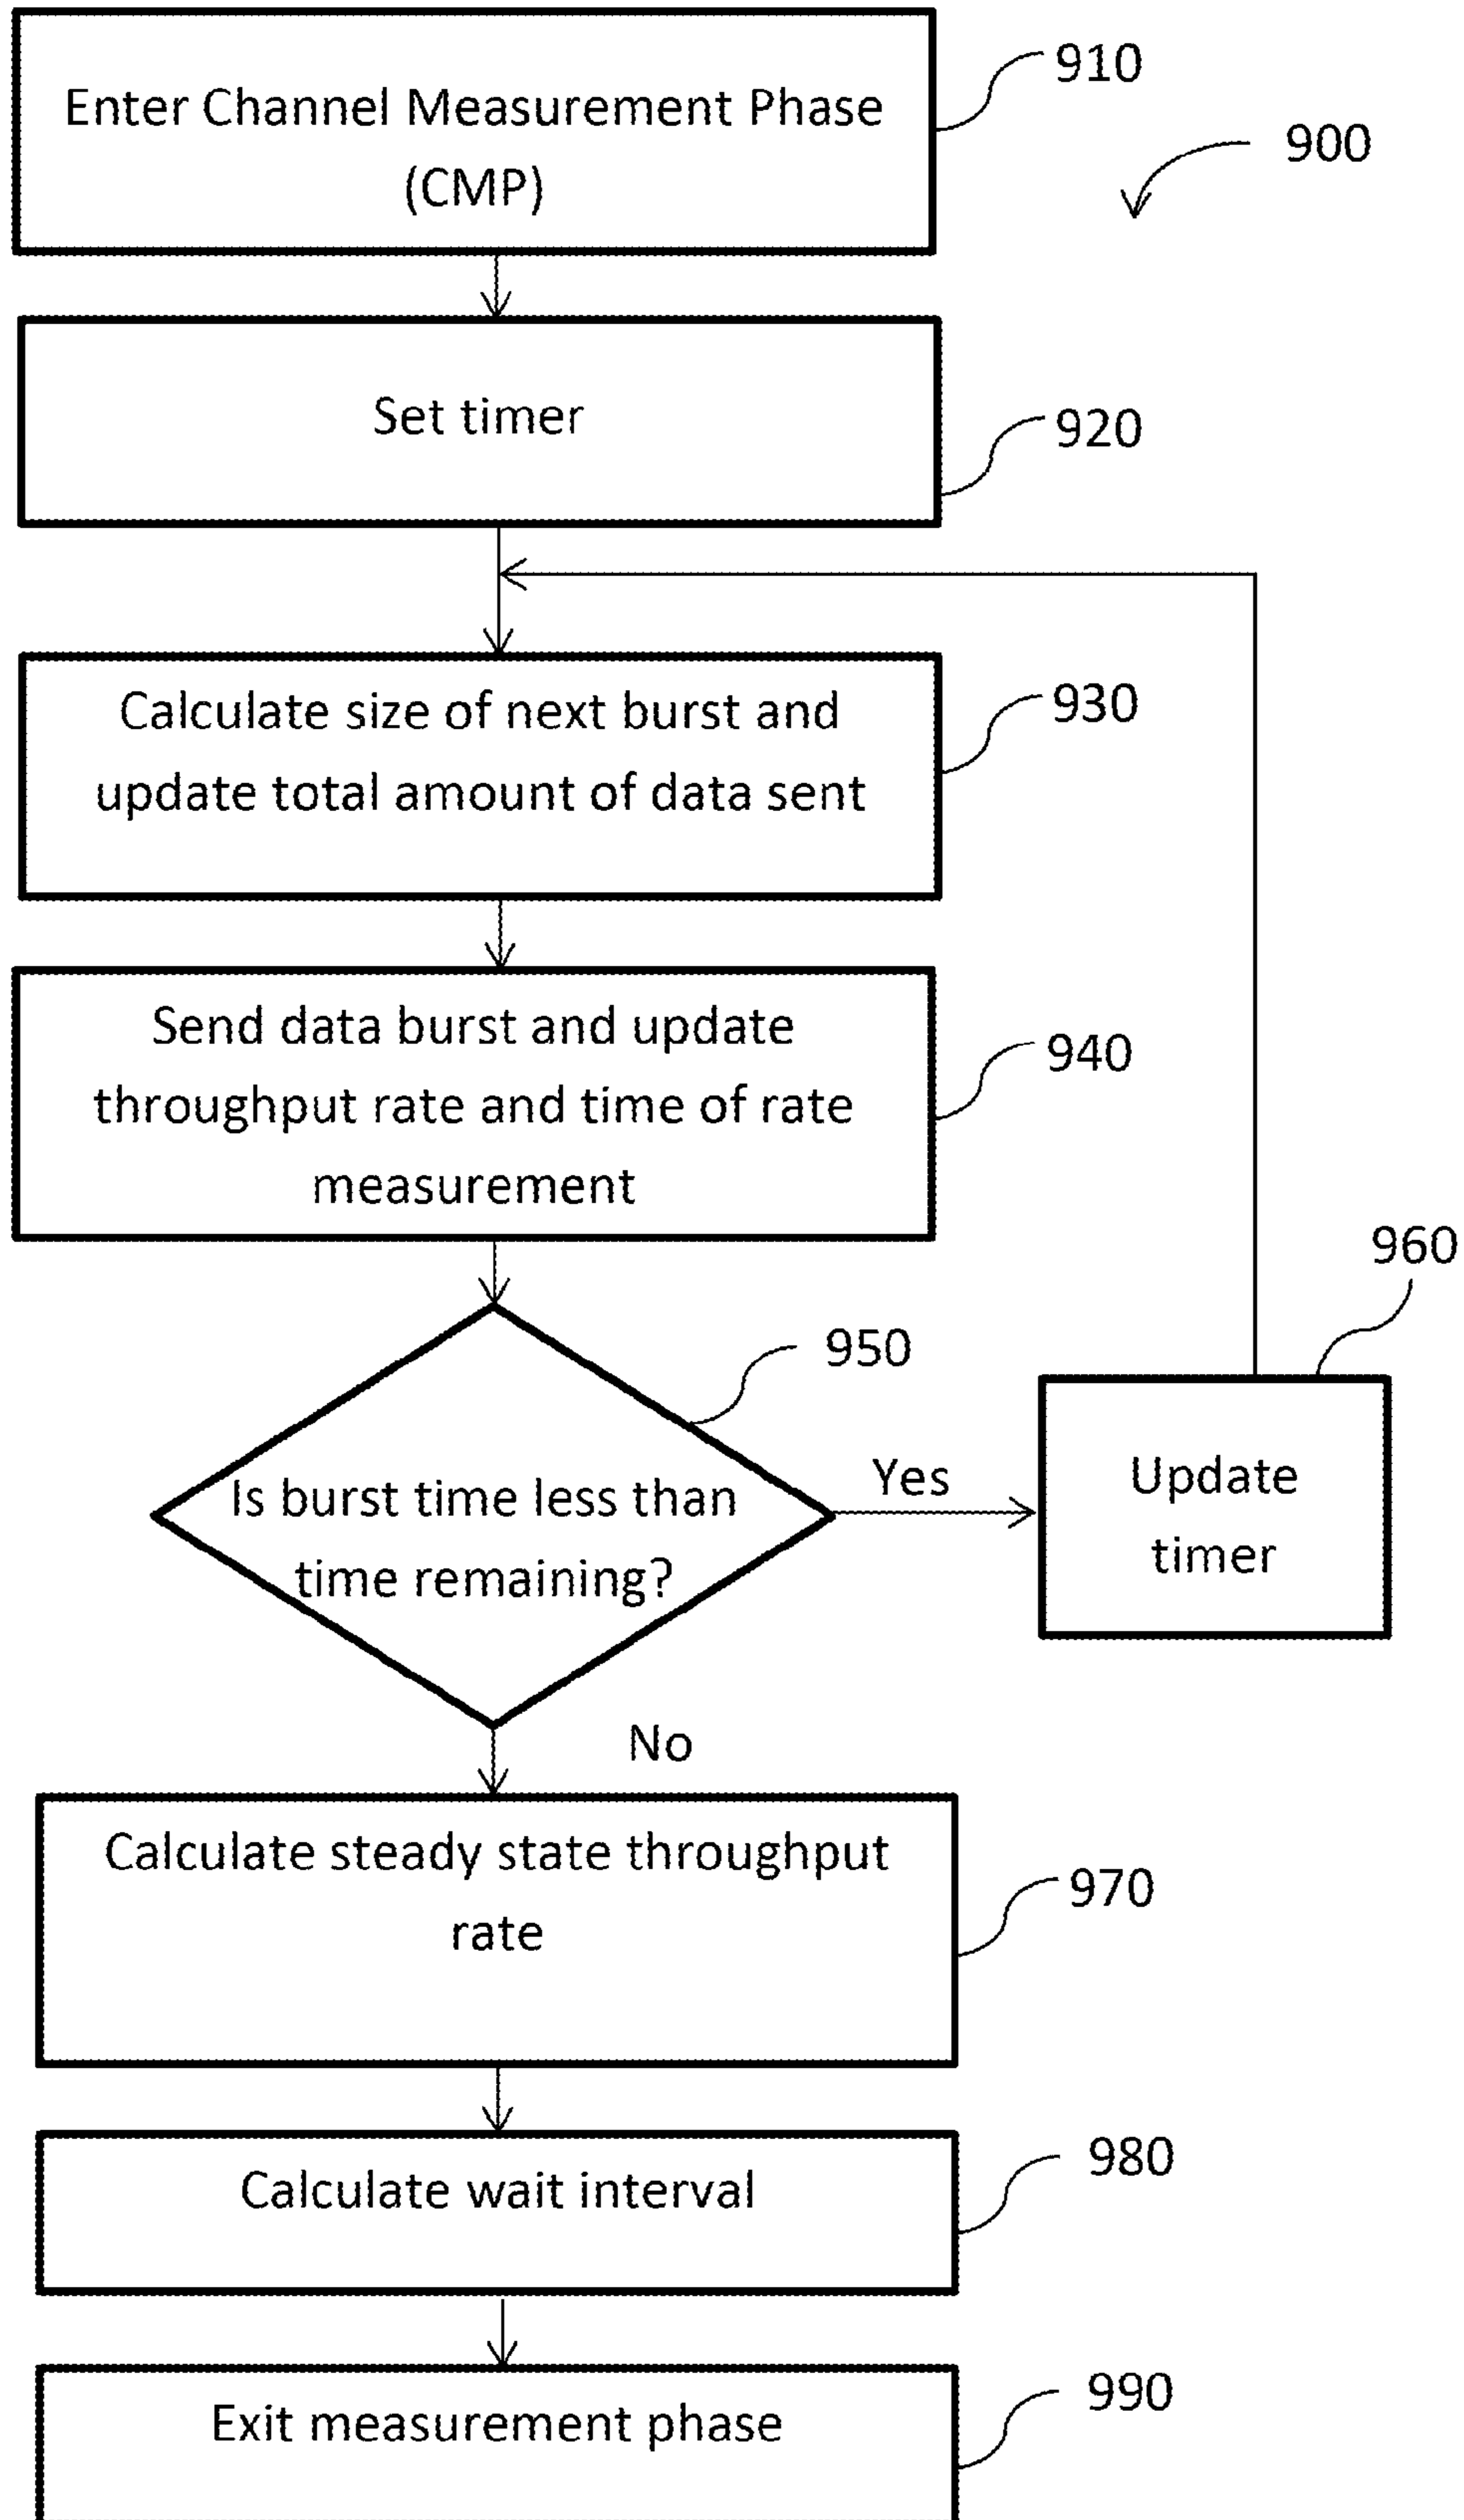 Enter Channel Measurement Phase
(CMP)
910
900
Set timer
920
Calculate size of next burst and
update total amount of data sent
930
Send data burst and update
throughput rate and time of rate
measurement
940
Is burst time less than
time remaining?
950
Yes
Update
timer
960
No
Calculate steady state throughput
rate
970
Calculate wait interval
980
Exit measurement phase
990